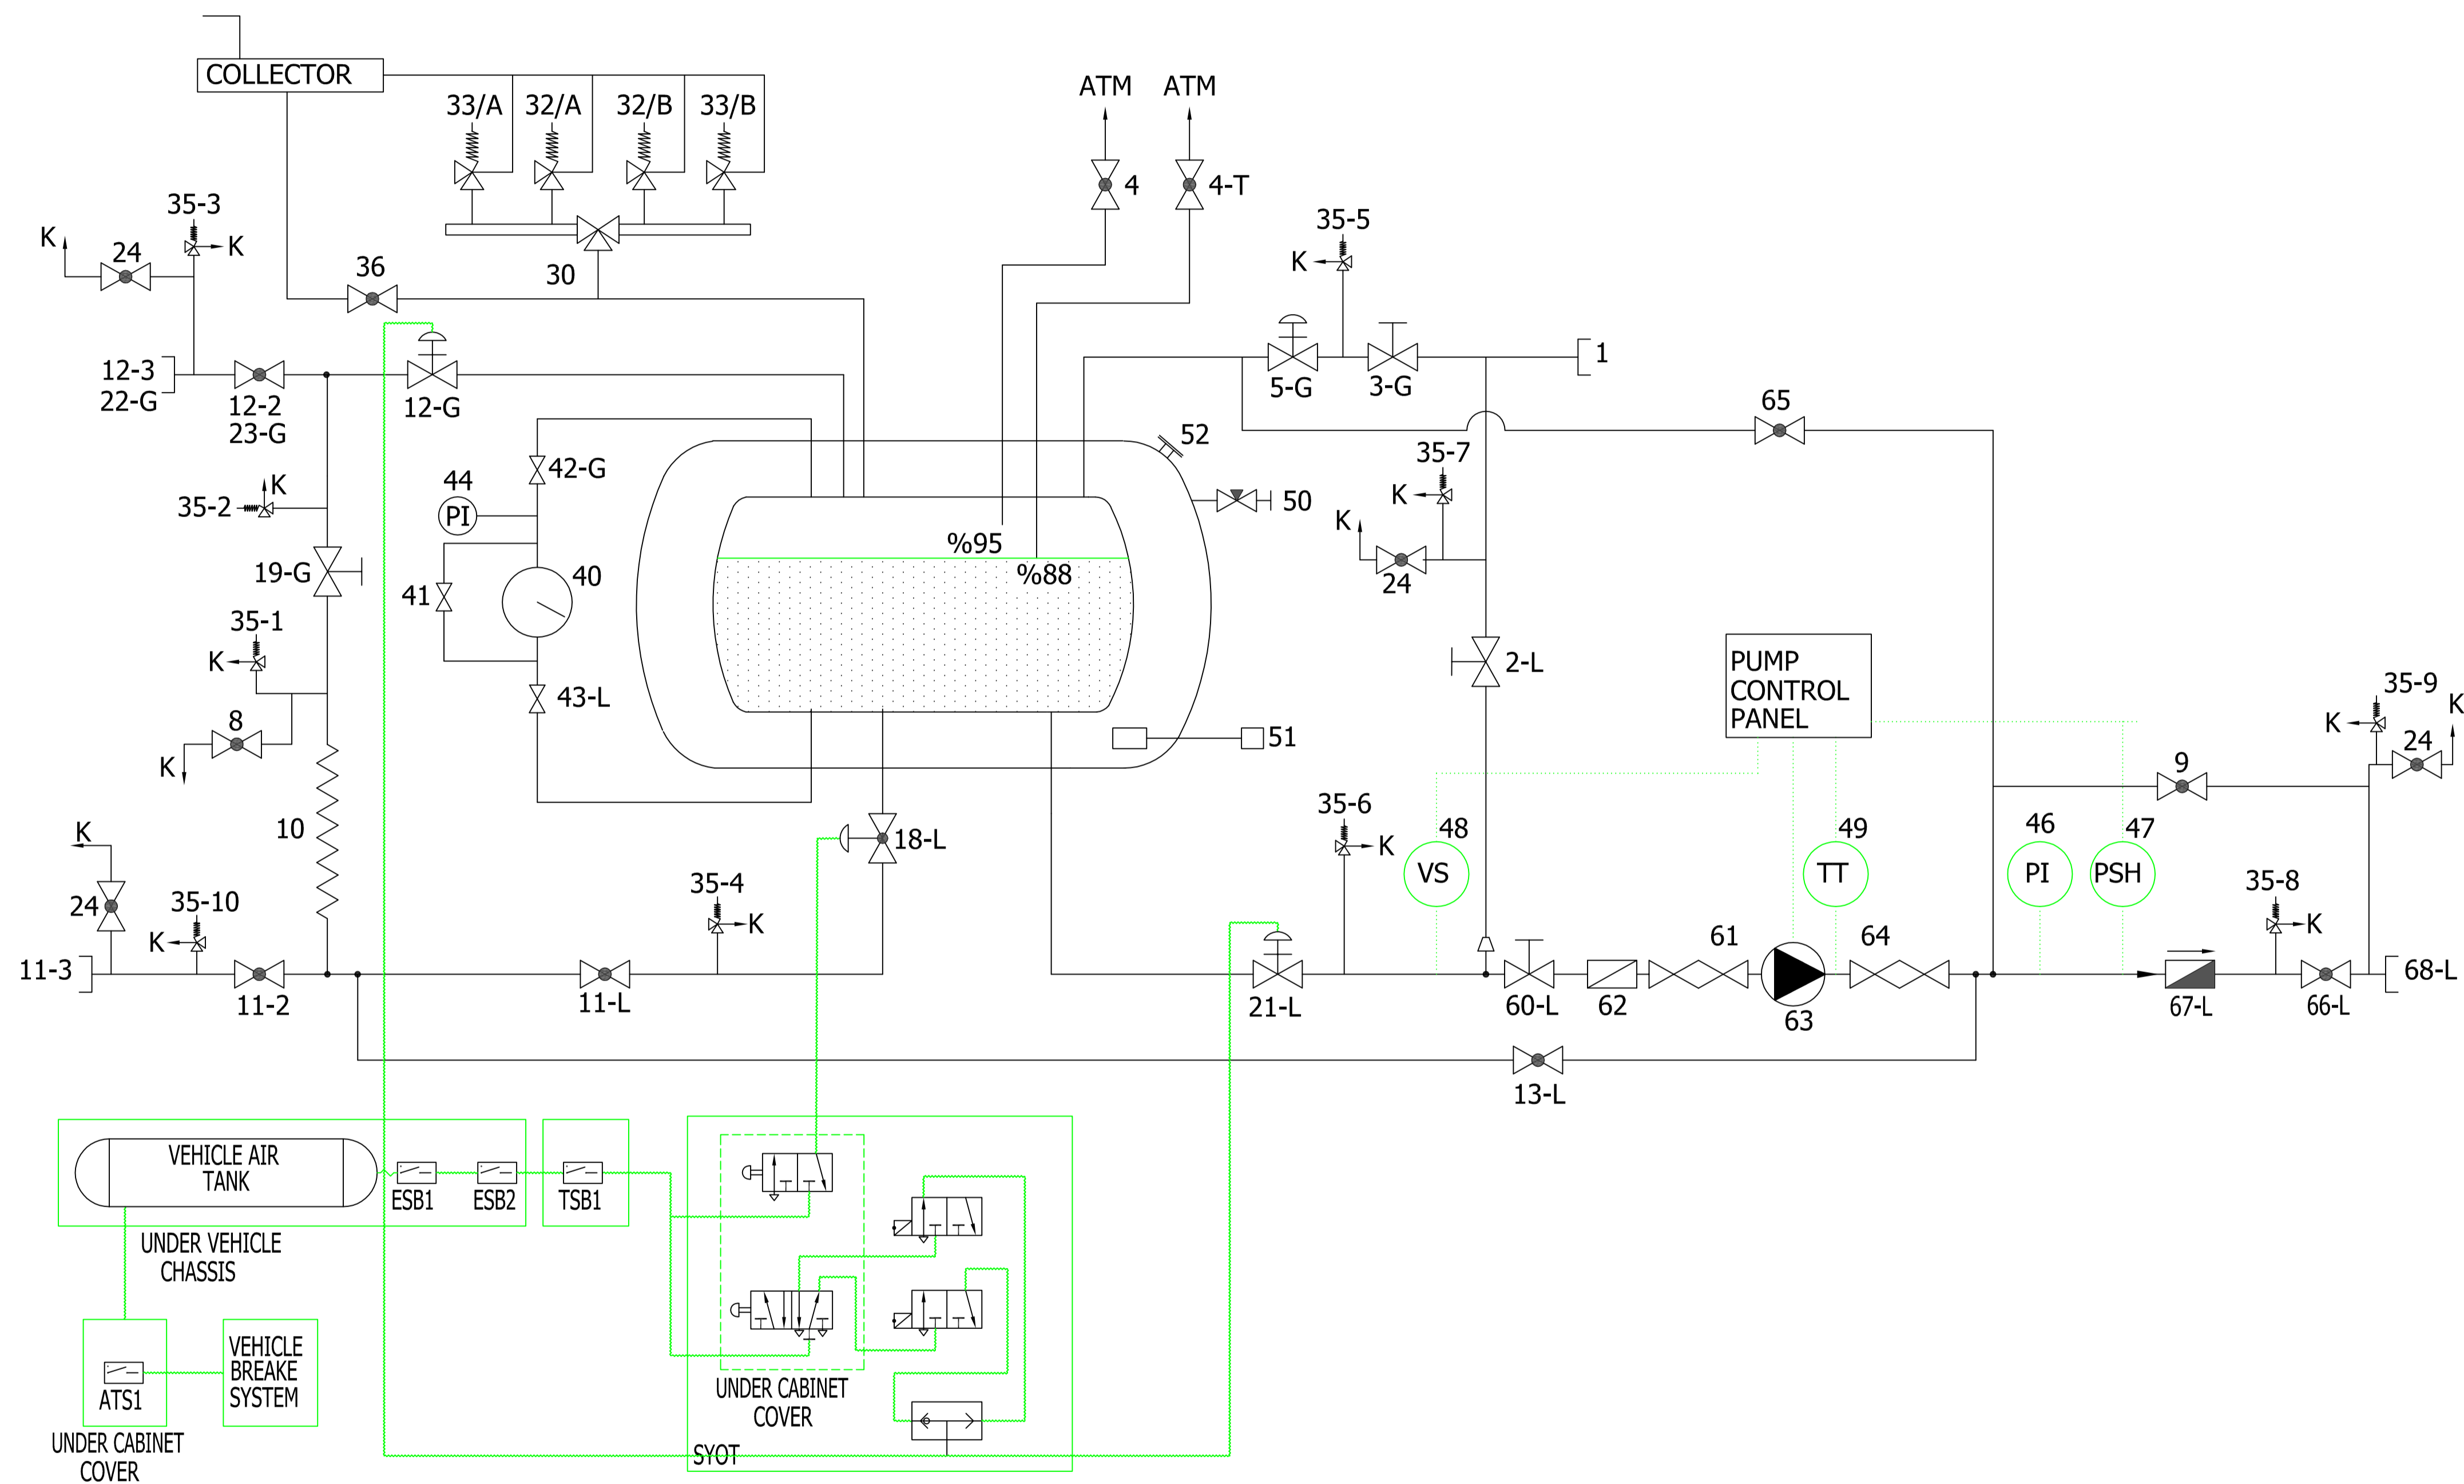 COLLECTOR
33/A
32/A
32/B
33/B
ATM
ATM
4
4-T
35-3
K
K
24
36
30
35-5
K
12-3
22-G
12-2
23-G
12-G
5-G
3-G
1
65
42-G
44
PI
52
50
35-7
K
K
24
K
35-2
%95
%88
19-G
41
40
2-L
35-1
K
8
K
43-L
51
PUMP
CONTROL
PANEL
35-9
K
K
24
9
10
18-L
35-6
K
48
VS
49
TT
46
PI
47
PSH
K
24
35-10
K
35-4
K
35-8
K
11-3
11-2
11-L
21-L
60-L
62
61
63
64
67-L
66-L
68-L
13-L
VEHICLE AIR
TANK
ESB1
ESB2
TSB1
UNDER VEHICLE
CHASSIS
ATS1
VEHICLE
BREAKE
SYSTEM
UNDER CABINET
COVER
UNDER CABINET
COVER
SYOT